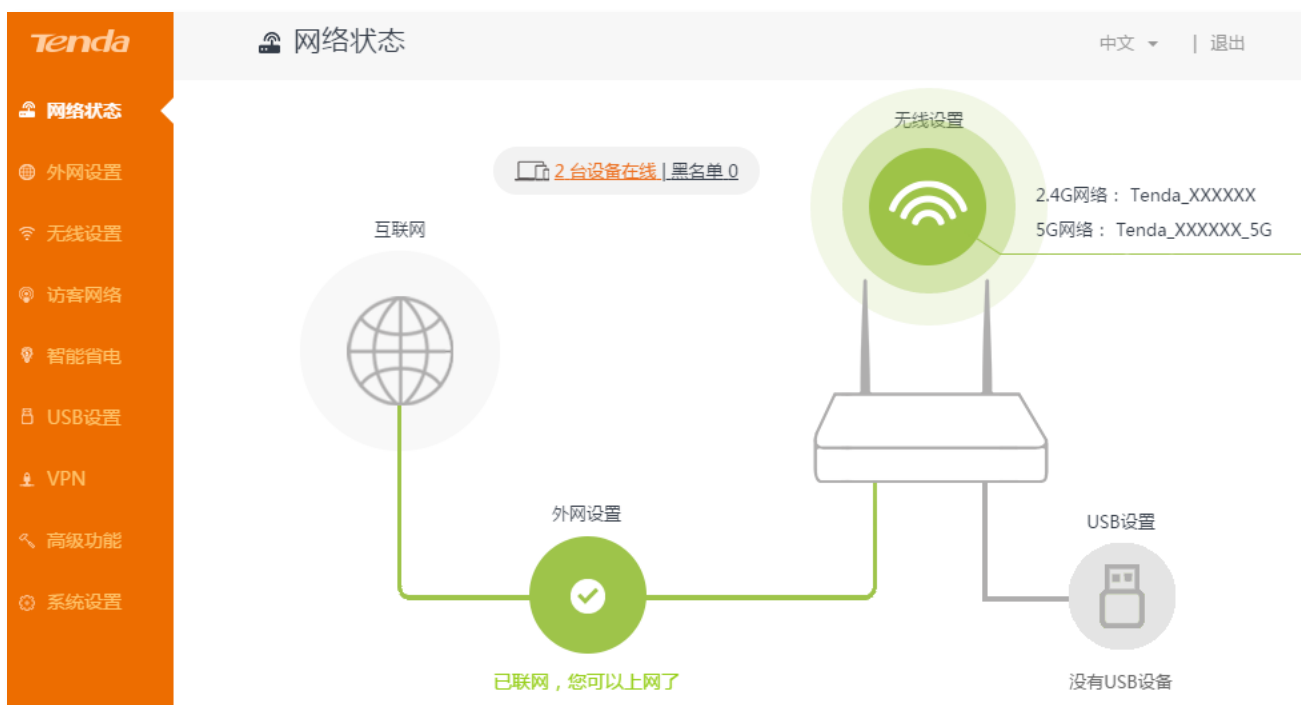 Tenda
网络状态
中文 | 退出
网络状态
外网设置
无线设置
访客网络
智能省电
USB设置
VPN
高级功能
系统设置
无线设置
2 台设备在线 | 黑名单 0
2.4G网络： Tenda_XXXXXX
5G网络： Tenda_XXXXXX_5G
互联网
外网设置
USB设置
已联网，您可以上网了
没有USB设备